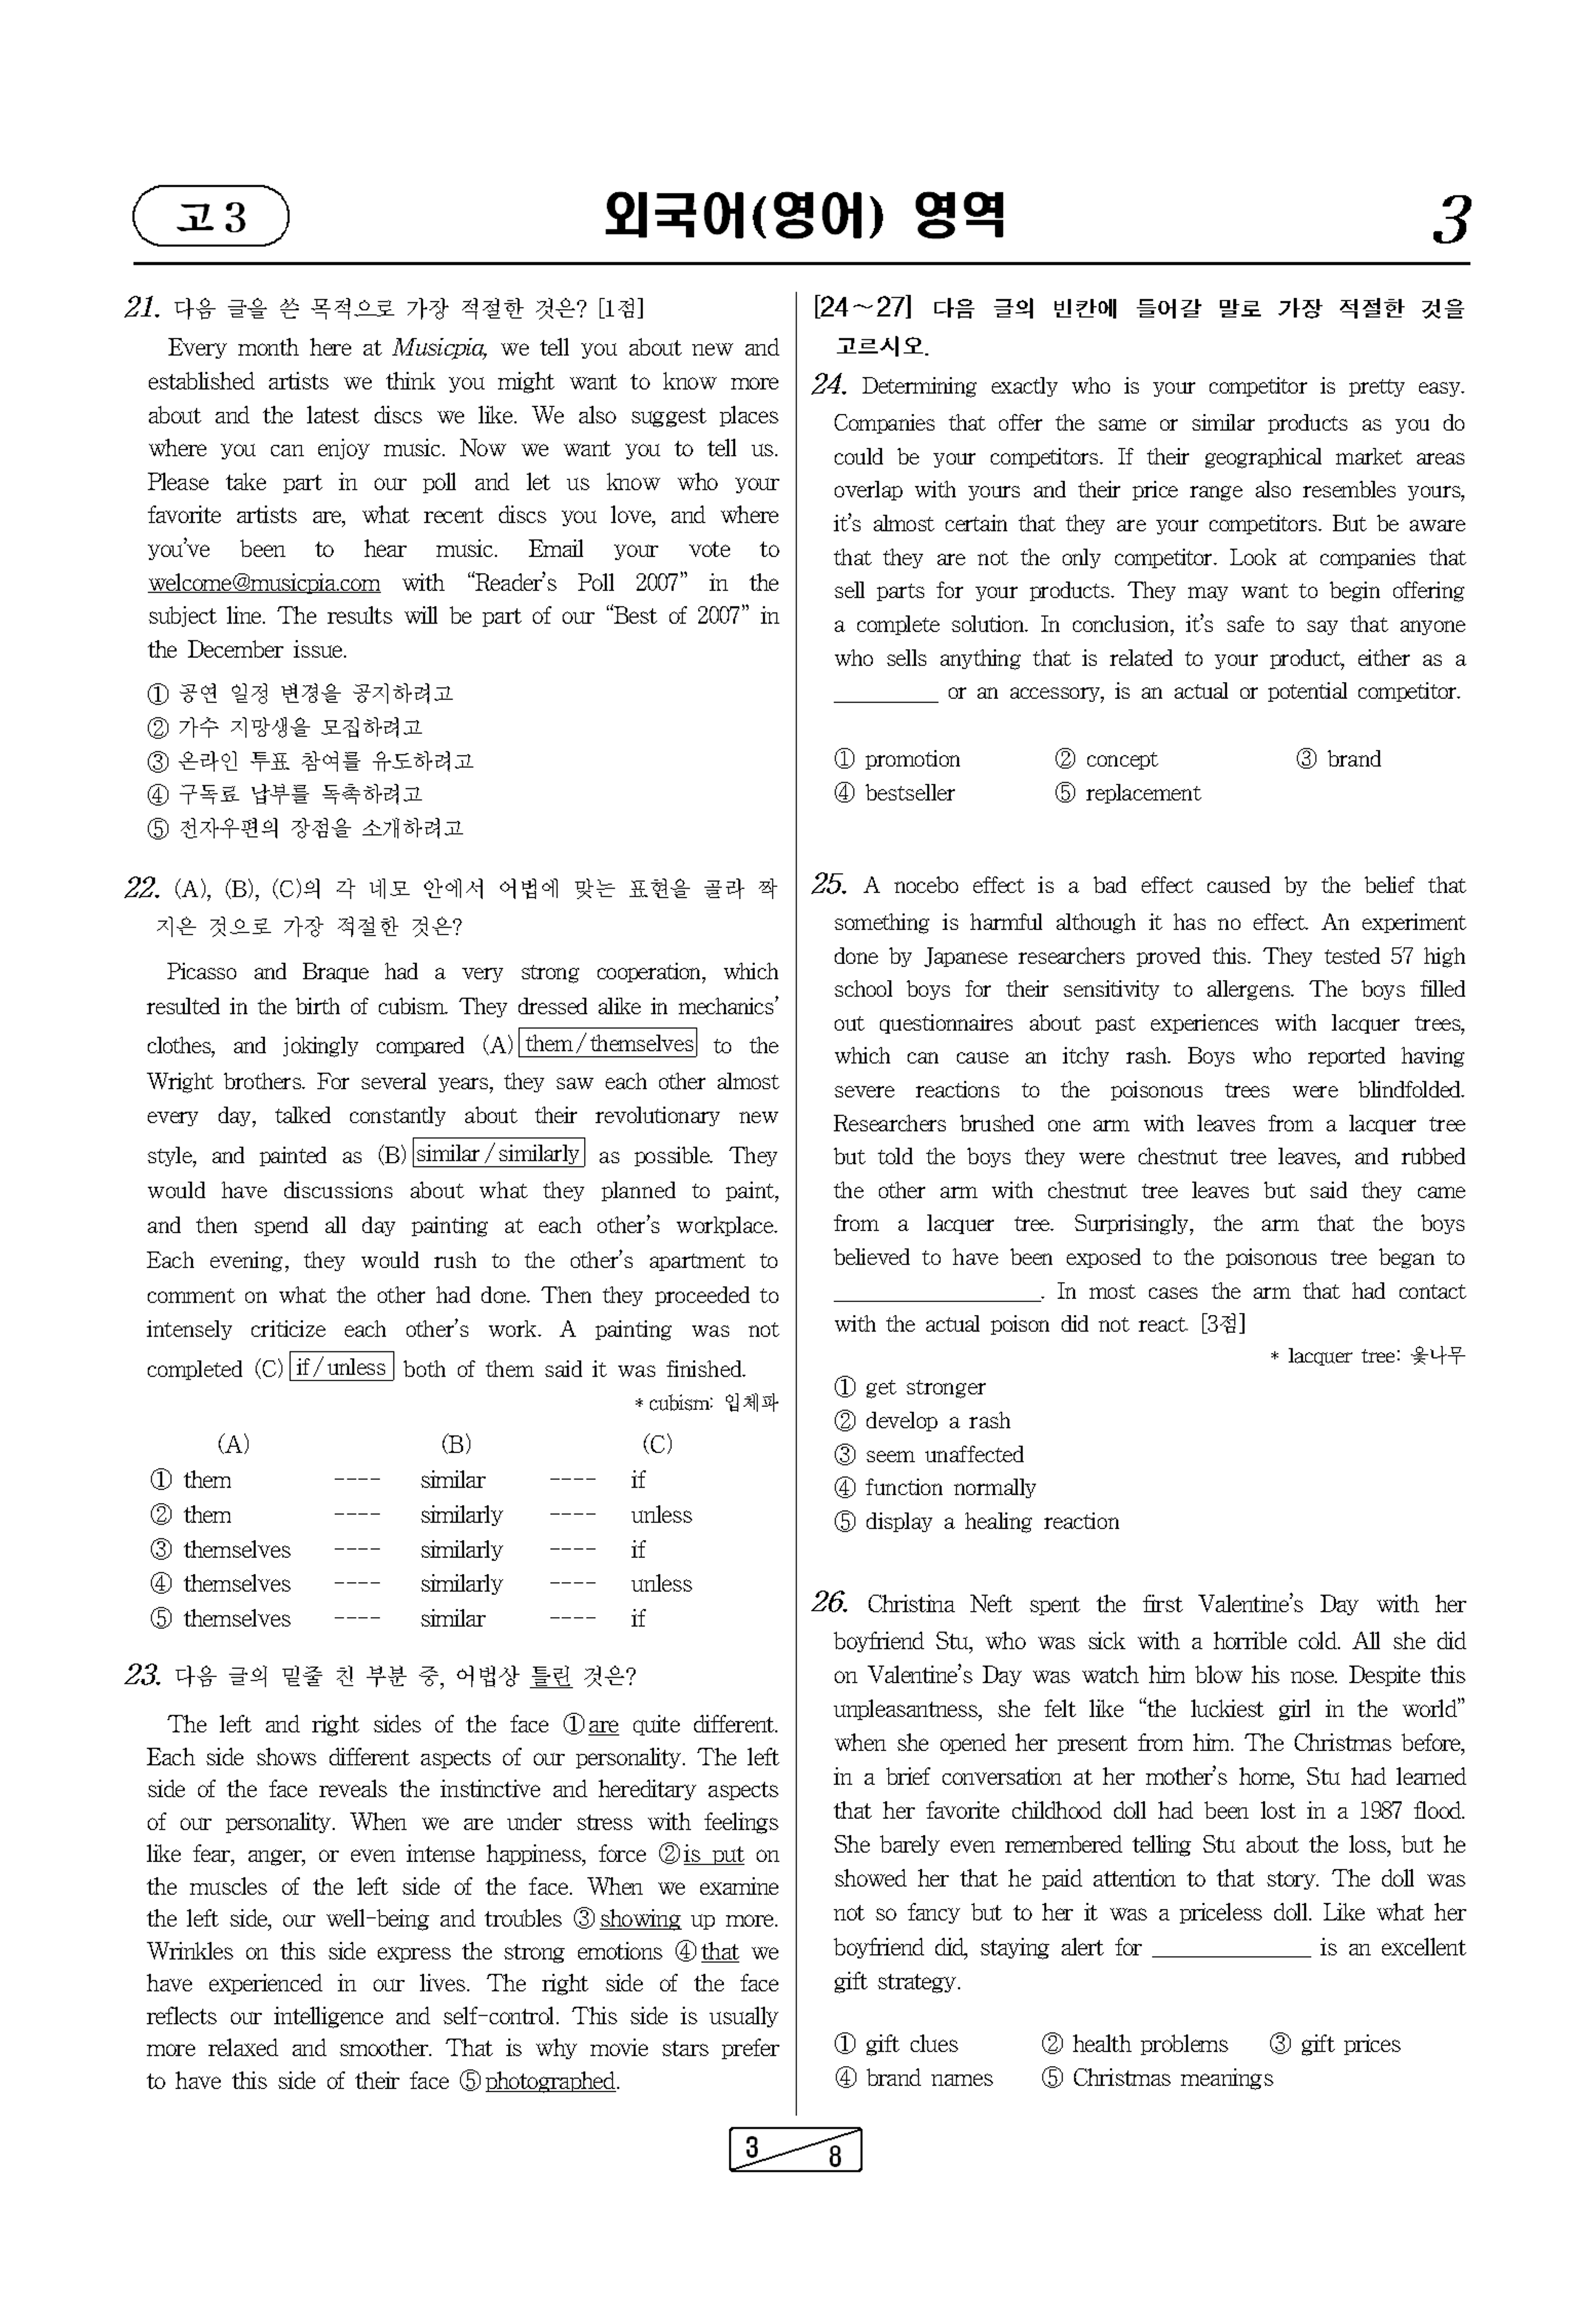 고 3
외국어(영어) 영역
3
21. 다음 글을 쓴 목적으로 가장 적절한 것은? [1점]
Every month here at Musicpia, we tell you about new and
established artists we think you might want to know more
about and the latest discs we like. We also suggest places
where you can enjoy music. Now we want you to tell us.
Please take part in our poll and let us know who your
favorite artists are, what recent discs you love, and where
you've been to hear music. Email your vote to
welcome@musicpia.com with “Reader's Poll 2007” in the
subject line. The results will be part of our “Best of 2007” in
the December issue.
① 공연 일정 변경을 공지하려고
② 가수 지망생을 모집하려고
③ 온라인 투표 참여를 유도하려고
④ 구독료 납부를 독촉하려고
⑤ 전자우편의 장점을 소개하려고
22. (A), (B), (C)의 각 네모 안에서 어법에 맞는 표현을 골라 짝
지은 것으로 가장 적절한 것은?
Picasso and Braque had a very strong cooperation, which
resulted in the birth of cubism. They dressed alike in mechanics'
clothes, and jokingly compared (A) them / themselves to the
Wright brothers. For several years, they saw each other almost
every day, talked constantly about their revolutionary new
style, and painted as (B) similar / similarly as possible. They
would have discussions about what they planned to paint,
and then spend all day painting at each other's workplace.
Each evening, they would rush to the other's apartment to
comment on what the other had done. Then they proceeded to
intensely criticize each other's work. A painting was not
completed (C) if / unless both of them said it was finished.
* cubism: 입체파
(A) (B) (C)
① them ---- similar ---- if
② them ---- similarly ---- unless
③ themselves ---- similarly ---- if
④ themselves ---- similarly ---- unless
⑤ themselves ---- similar ---- if
23. 다음 글의 밑줄 친 부분 중, 어법상 틀린 것은?
The left and right sides of the face ① are quite different.
Each side shows different aspects of our personality. The left
side of the face reveals the instinctive and hereditary aspects
of our personality. When we are under stress with feelings
like fear, anger, or even intense happiness, force ② is put on
the muscles of the left side of the face. When we examine
the left side, our well-being and troubles ③ showing up more.
Wrinkles on this side express the strong emotions ④ that we
have experienced in our lives. The right side of the face
reflects our intelligence and self-control. This side is usually
more relaxed and smoother. That is why movie stars prefer
to have this side of their face ⑤ photographed.
[24～27] 다음 글의 빈칸에 들어갈 말로 가장 적절한 것을
고르시오.
24. Determining exactly who is your competitor is pretty easy.
Companies that offer the same or similar products as you do
could be your competitors. If their geographical market areas
overlap with yours and their price range also resembles yours,
it's almost certain that they are your competitors. But be aware
that they are not the only competitor. Look at companies that
sell parts for your products. They may want to begin offering
a complete solution. In conclusion, it's safe to say that anyone
who sells anything that is related to your product, either as a
__________ or an accessory, is an actual or potential competitor.
① promotion ② concept ③ brand
④ bestseller ⑤ replacement
25. A nocebo effect is a bad effect caused by the belief that
something is harmful although it has no effect. An experiment
done by Japanese researchers proved this. They tested 57 high
school boys for their sensitivity to allergens. The boys filled
out questionnaires about past experiences with lacquer trees,
which can cause an itchy rash. Boys who reported having
severe reactions to the poisonous trees were blindfolded.
Researchers brushed one arm with leaves from a lacquer tree
but told the boys they were chestnut tree leaves, and rubbed
the other arm with chestnut tree leaves but said they came
from a lacquer tree. Surprisingly, the arm that the boys
believed to have been exposed to the poisonous tree began to
____________________. In most cases the arm that had contact
with the actual poison did not react. [3점]
* lacquer tree: 옻나무
① get stronger
② develop a rash
③ seem unaffected
④ function normally
⑤ display a healing reaction
26. Christina Neft spent the first Valentine's Day with her
boyfriend Stu, who was sick with a horrible cold. All she did
on Valentine's Day was watch him blow his nose. Despite this
unpleasantness, she felt like “the luckiest girl in the world”
when she opened her present from him. The Christmas before,
in a brief conversation at her mother's home, Stu had learned
that her favorite childhood doll had been lost in a 1987 flood.
She barely even remembered telling Stu about the loss, but he
showed her that he paid attention to that story. The doll was
not so fancy but to her it was a priceless doll. Like what her
boyfriend did, staying alert for _______________ is an excellent
gift strategy.
① gift clues ② health problems ③ gift prices
④ brand names ⑤ Christmas meanings
3
8